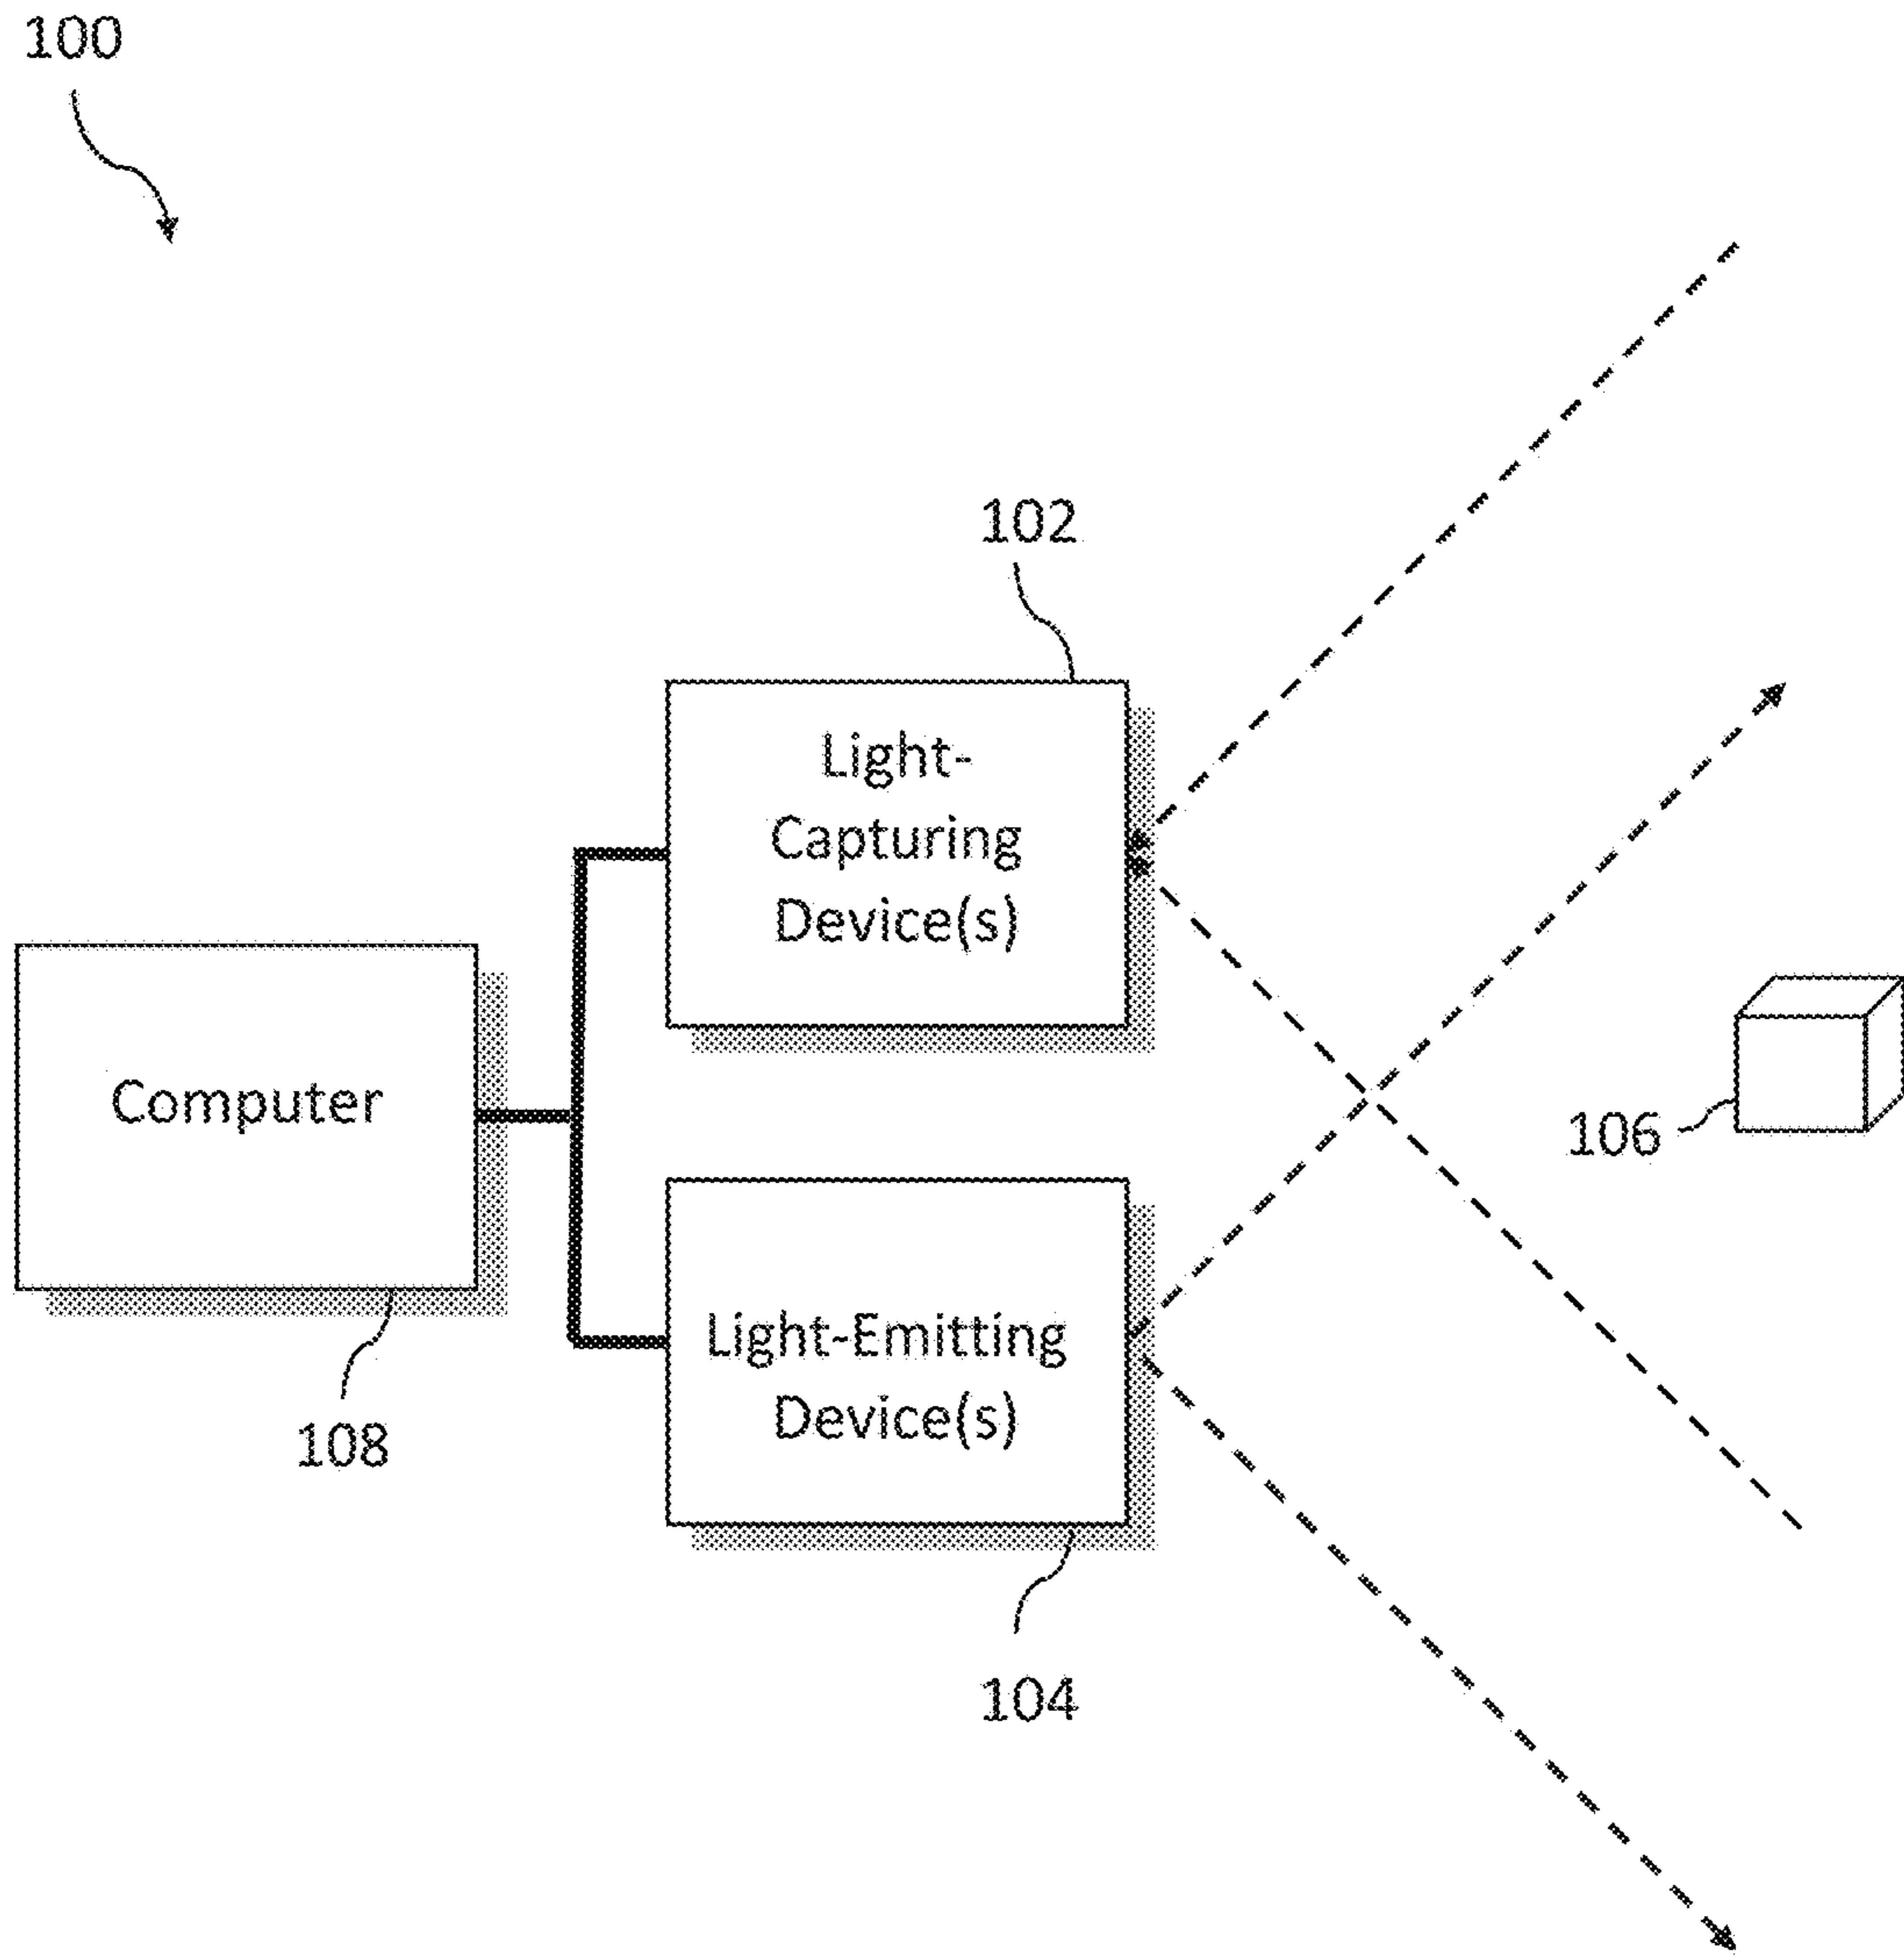 100
102
Light-
Capturing
Device(s)
Computer
106
Light-Emitting
Device(s)
108
104